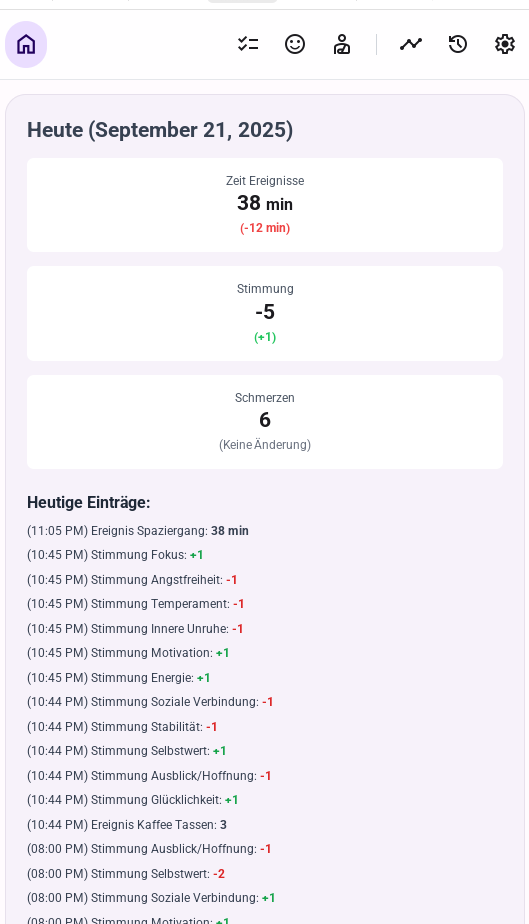 Heute (September 21, 2025)
Zeit Ereignisse
38 min
(-12 min)
Stimmung
-5
(+1)
Schmerzen
6
(Keine Änderung)
Heutige Einträge:
(11:05 PM) Ereignis Spaziergang: 38 min
(10:45 PM) Stimmung Fokus: +1
(10:45 PM) Stimmung Angstfreiheit: -1
(10:45 PM) Stimmung Temperament: -1
(10:45 PM) Stimmung Innere Unruhe: -1
(10:45 PM) Stimmung Motivation: +1
(10:45 PM) Stimmung Energie: +1
(10:44 PM) Stimmung Soziale Verbindung: -1
(10:44 PM) Stimmung Stabilität: -1
(10:44 PM) Stimmung Selbstwert: +1
(10:44 PM) Stimmung Ausblick/Hoffnung: -1
(10:44 PM) Stimmung Glücklichkeit: +1
(10:44 PM) Ereignis Kaffee Tassen: 3
(08:00 PM) Stimmung Ausblick/Hoffnung: -1
(08:00 PM) Stimmung Selbstwert: -2
(08:00 PM) Stimmung Soziale Verbindung: +1
(08:00 PM) Stimmung Motivation: +1